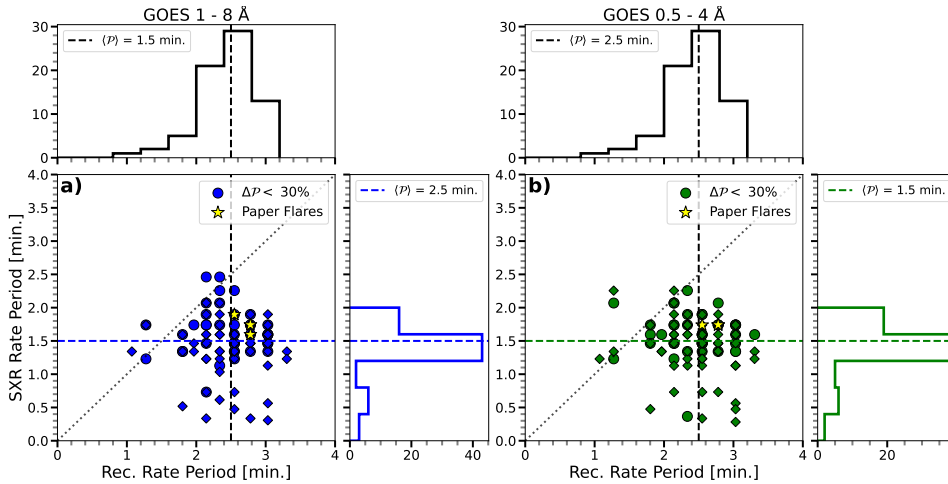 GOES 1 - 8 Å
GOES 0.5 - 4 Å
30
20
10
0
⟨𝒫⟩ = 1.5 min.
30
20
10
0
⟨𝒫⟩ = 2.5 min.
a)
Δ𝒫 < 30%
Paper Flares
⟨𝒫⟩ = 2.5 min.
b)
Δ𝒫 < 30%
Paper Flares
⟨𝒫⟩ = 1.5 min.
SXR Rate Period [min.]
4.0
3.5
3.0
2.5
2.0
1.5
1.0
0.5
0.0
4.0
3.5
3.0
2.5
2.0
1.5
1.0
0.5
0.0
0 1 2 3 4
0 20 40
0 1 2 3 4
0 20
Rec. Rate Period [min.]
Rec. Rate Period [min.]